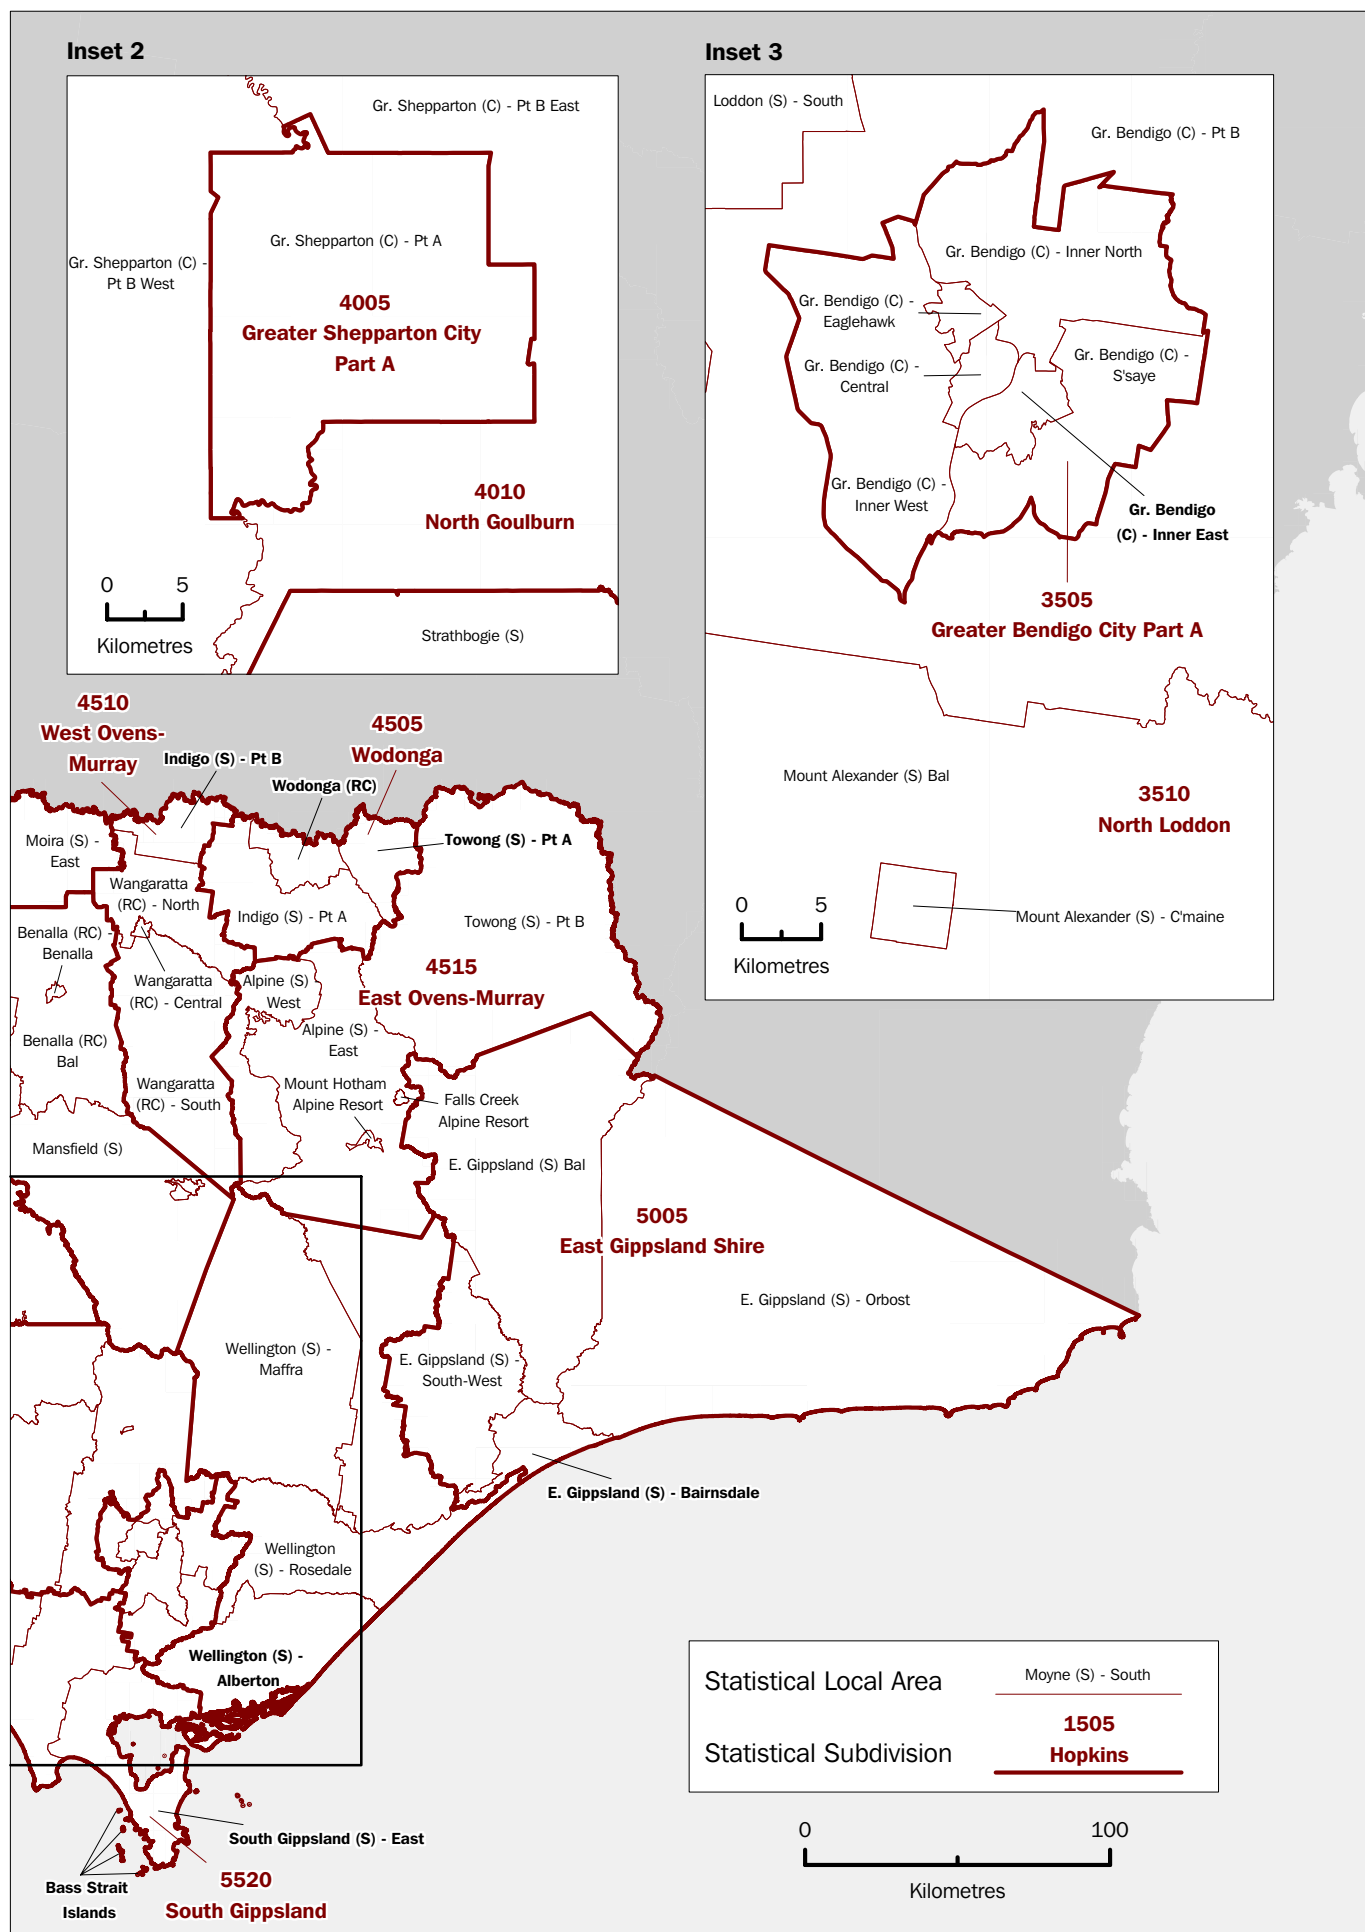 Inset 2
Gr. Shepparton (C) - Pt B East
Gr. Shepparton (C) - Pt A
Gr. Shepparton (C) -
Pt B West
4005
Greater Shepparton City
Part A
4010
North Goulburn
0 5
Kilometres
Strathbogie (S)
Inset 3
Loddon (S) - South
Gr. Bendigo (C) - Pt B
Gr. Bendigo (C) - Inner North
Gr. Bendigo (C) -
Eaglehawk
Gr. Bendigo (C) -
Central
Gr. Bendigo (C) -
S'saye
Gr. Bendigo (C) -
Inner West
Gr. Bendigo
(C) - Inner East
3505
Greater Bendigo City Part A
Mount Alexander (S) Bal
3510
North Loddon
0 5
Kilometres
Mount Alexander (S) - C'maine
4510
West Ovens-
Murray
Indigo (S) - Pt B
4505
Wodonga
Wodonga (RC)
Moira (S) -
East
Towong (S) - Pt A
Wangaratta
(RC) - North
Indigo (S) - Pt A
Towong (S) - Pt B
Benalla (RC) -
Benalla
Wangaratta
(RC) - Central
Alpine (S)
West
4515
East Ovens-Murray
Benalla (RC)
Bal
Alpine (S) -
East
Wangaratta
(RC) - South
Mount Hotham
Alpine Resort
Falls Creek
Alpine Resort
Mansfield (S)
E. Gippsland (S) Bal
5005
East Gippsland Shire
E. Gippsland (S) - Orbost
Wellington (S) -
Maffra
E. Gippsland (S) -
South-West
E. Gippsland (S) - Bairnsdale
Wellington
(S) - Rosedale
Wellington (S) -
Alberton
South Gippsland (S) - East
Bass Strait
Islands
5520
South Gippsland
Statistical Local Area
Moyne (S) - South
Statistical Subdivision
1505
Hopkins
0 100
Kilometres